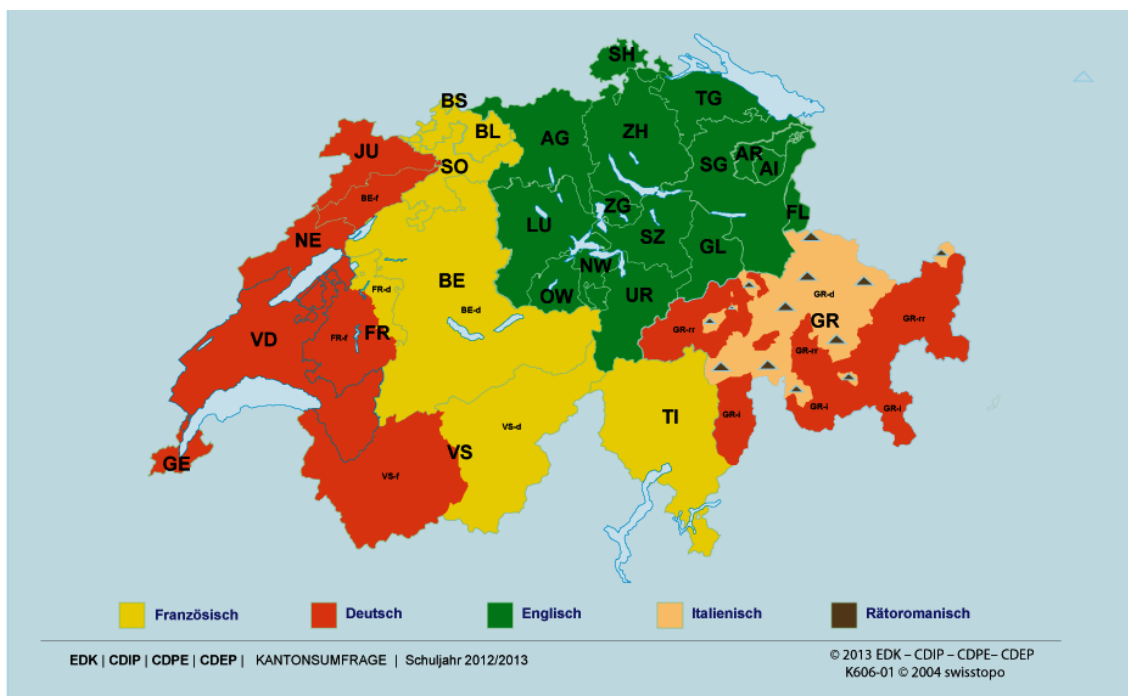 SH
BS
TG
BL
AG
ZH
JU
SO
SG
AR
AI
BE-f
ZG
FL
LU
NE
SZ
GL
NW
BE
OW
UR
FR-d
BE-d
GR-d
GR
GR-rr
GR-rr
GR-rr
VD
FR-f
FR
TI
GR-i
GR-i
GR-i
VS-d
VS
GE
VS-f
Französisch
Deutsch
Englisch
Italienisch
Rätoromanisch
EDK | CDIP | CDPE | CDEP | KANTONSUMFRAGE | Schuljahr 2012/2013
© 2013 EDK – CDIP – CDPE– CDEP
K606-01 © 2004 swisstopo